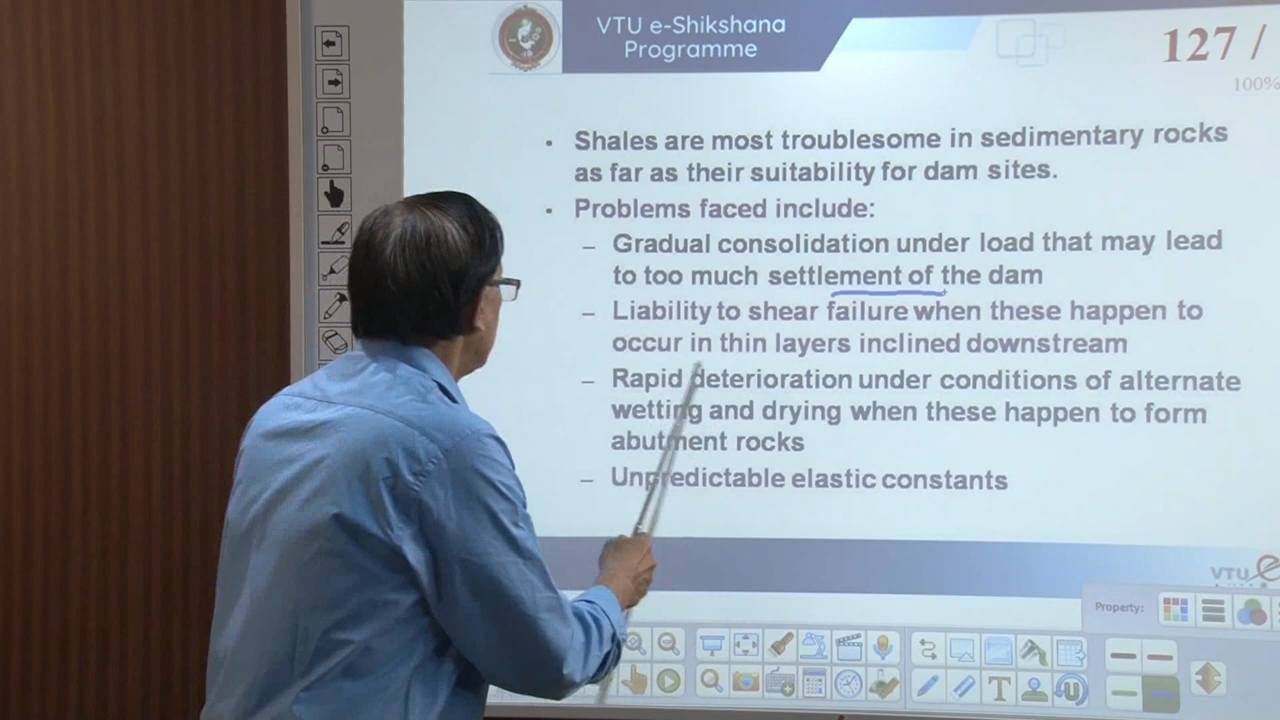 VTU e-Shikshana
Programme
127 /
100%
• Shales are most troublesome in sedimentary rocks
as far as their suitability for dam sites.
• Problems faced include:
– Gradual consolidation under load that may lead
to too much settlement of the dam
– Liability to shear failure when these happen to
occur in thin layers inclined downstream
– Rapid deterioration under conditions of alternate
wetting and drying when these happen to form
abutment rocks
– Unpredictable elastic constants
VTU e
Property:
T